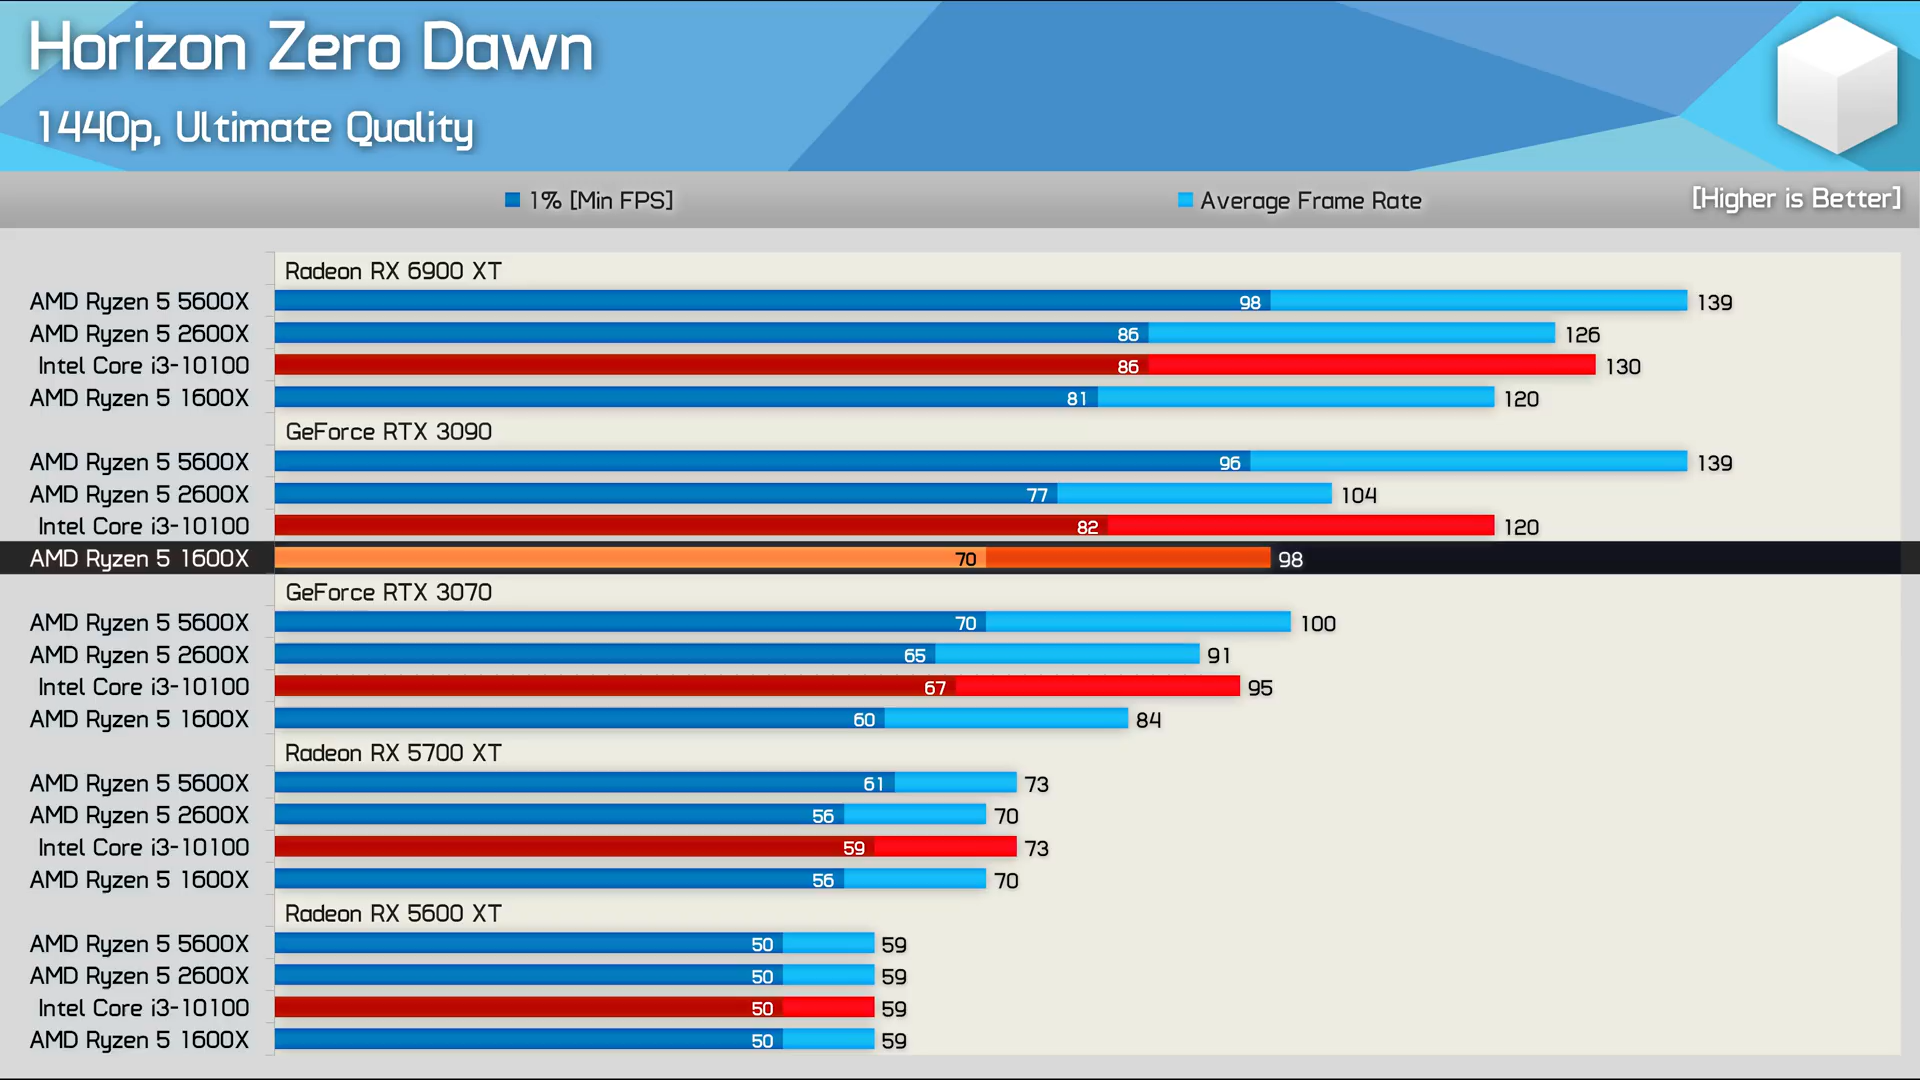 Horizon Zero Dawn
1440p, Ultimate Quality
1% [Min FPS] Average Frame Rate [Higher is Better]
Radeon RX 6900 XT
AMD Ryzen 5 5600X 98 139
AMD Ryzen 5 2600X 86 126
Intel Core i3-10100 86 130
AMD Ryzen 5 1600X 81 120
GeForce RTX 3090
AMD Ryzen 5 5600X 96 139
AMD Ryzen 5 2600X 77 104
Intel Core i3-10100 82 120
AMD Ryzen 5 1600X 70 98
GeForce RTX 3070
AMD Ryzen 5 5600X 70 100
AMD Ryzen 5 2600X 65 91
Intel Core i3-10100 67 95
AMD Ryzen 5 1600X 60 84
Radeon RX 5700 XT
AMD Ryzen 5 5600X 61 73
AMD Ryzen 5 2600X 56 70
Intel Core i3-10100 59 73
AMD Ryzen 5 1600X 56 70
Radeon RX 5600 XT
AMD Ryzen 5 5600X 50 59
AMD Ryzen 5 2600X 50 59
Intel Core i3-10100 50 59
AMD Ryzen 5 1600X 50 59